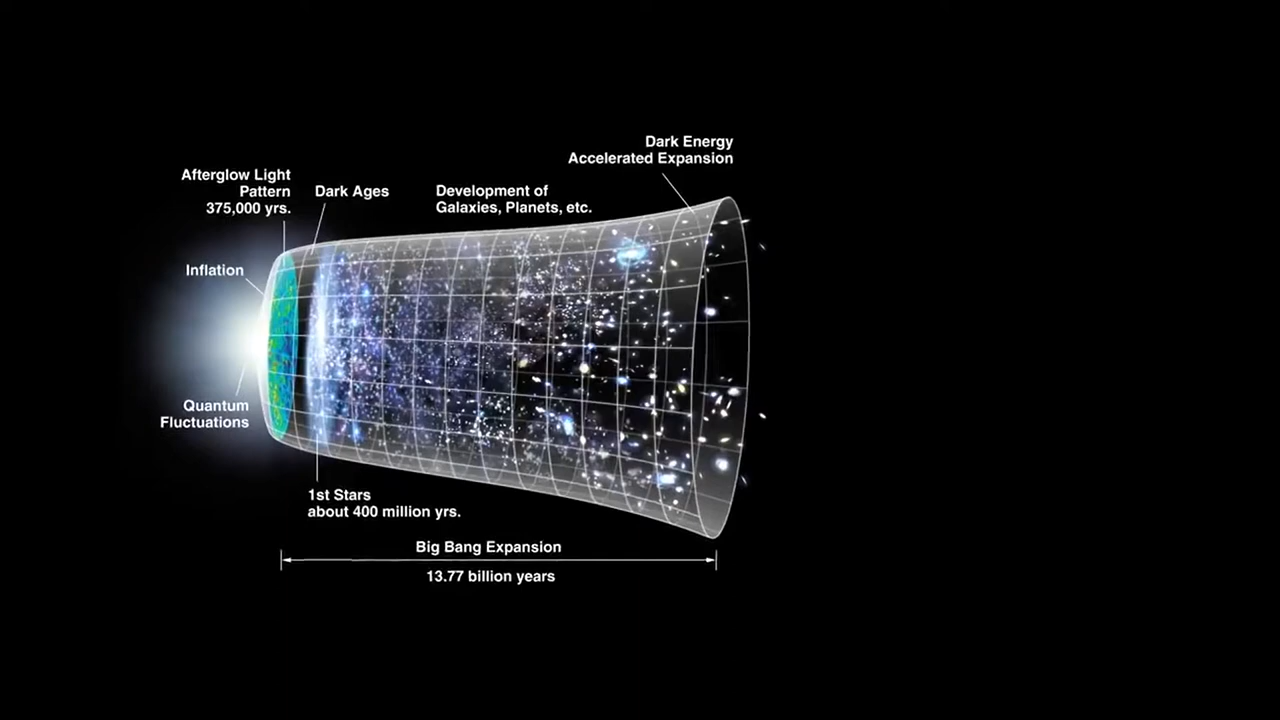 Dark Energy
Accelerated Expansion
Afterglow Light
Pattern
375,000 yrs.
Dark Ages
Development of
Galaxies, Planets, etc.
Inflation
Quantum
Fluctuations
1st Stars
about 400 million yrs.
Big Bang Expansion
13.77 billion years